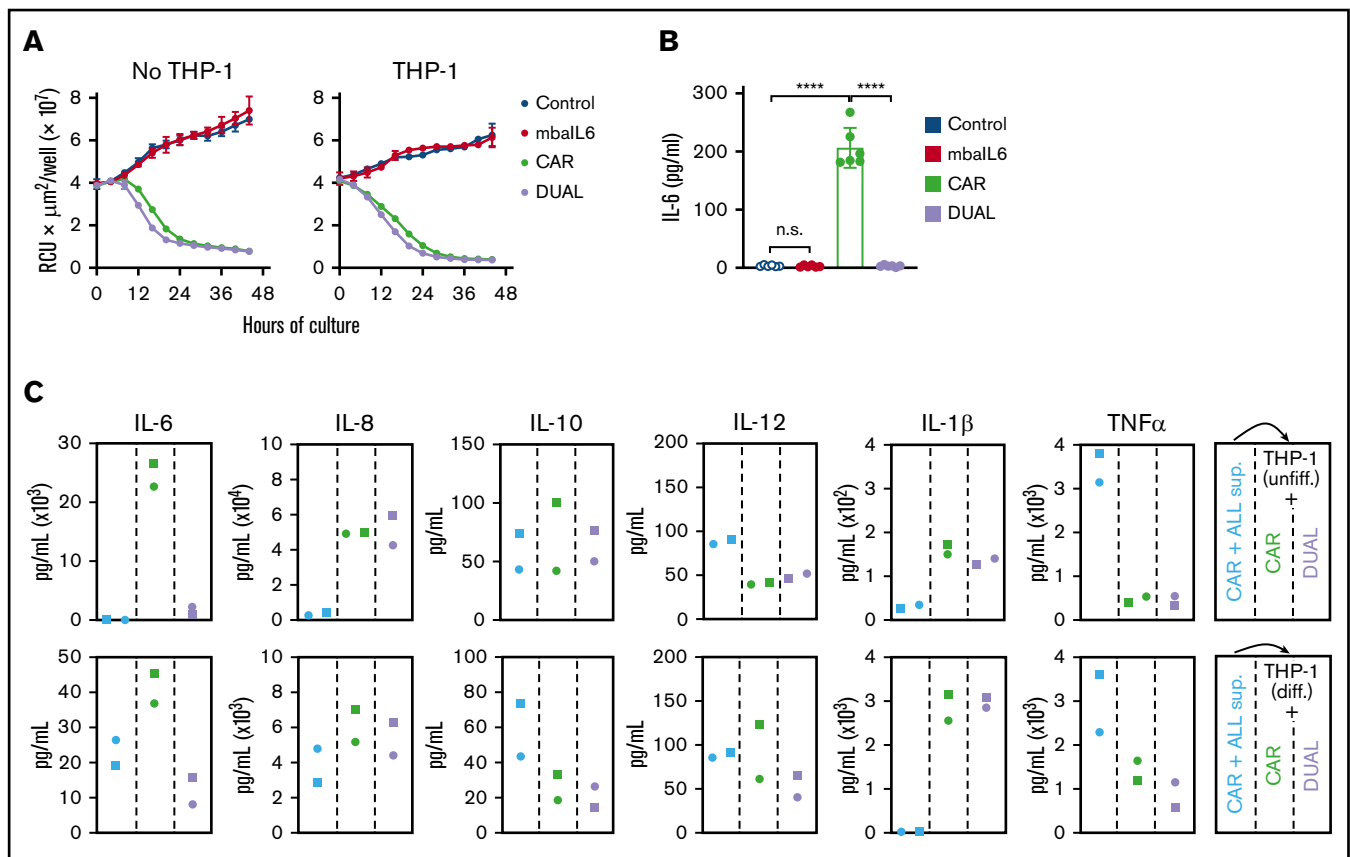 A
No THP-1
THP-1
RCU × μm²/well (× 10⁷)
8
6
4
2
0
0 12 24 36 48
8
6
4
2
0
0 12 24 36 48
Hours of culture
Control
mbaIL6
CAR
DUAL
B
IL-6 (pg/ml)
300
200
100
0
**** ****
n.s.
Control
mbaIL6
CAR
DUAL
C
IL-6
pg/mL (x10³)
30
20
10
0
IL-8
pg/mL (x10⁴)
10
8
6
4
2
0
IL-10
pg/mL
150
100
50
0
IL-12
pg/mL
200
150
100
50
0
IL-1β
pg/mL (x10²)
4
3
2
1
0
TNFα
pg/mL (x10³)
4
3
2
1
0
CAR + ALL sup.
THP-1
(unfiff.)
+
CAR
DUAL
pg/mL
50
40
30
20
10
0
pg/mL (x10³)
10
8
6
4
2
0
pg/mL
100
80
60
40
20
0
pg/mL
200
150
100
50
0
pg/mL (x10³)
4
3
2
1
0
pg/mL (x10³)
4
3
2
1
0
CAR + ALL sup.
THP-1
(diff.)
+
CAR
DUAL